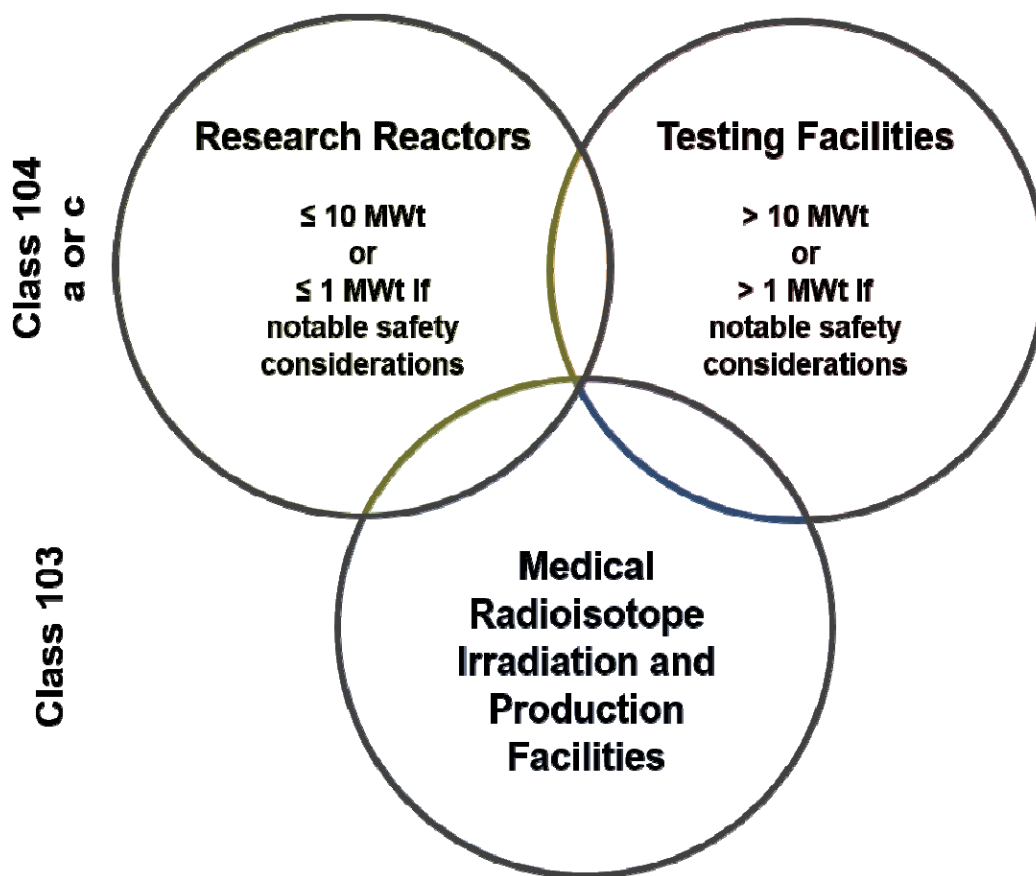 Class 104
a or c
Research Reactors
≤ 10 MWt
or
≤ 1 MWt If
notable safety
considerations
Testing Facilities
> 10 MWt
or
> 1 MWt If
notable safety
considerations
Class 103
Medical
Radioisotope
Irradiation and
Production
Facilities